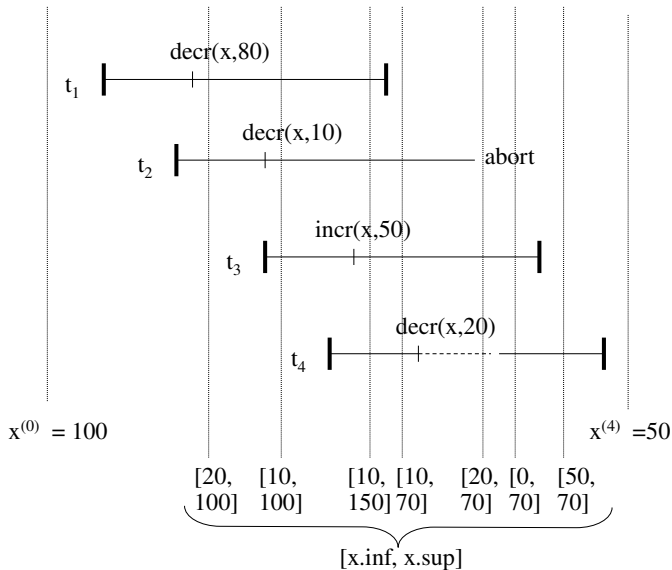 decr(x,80)
t1
decr(x,10)
t2
abort
incr(x,50)
t3
decr(x,20)
t4
x(0) = 100
x(4) =50
[20, 100]
[10, 100]
[10, 150]
[10, 70]
[20, 70]
[0, 70]
[50, 70]
[x.inf, x.sup]